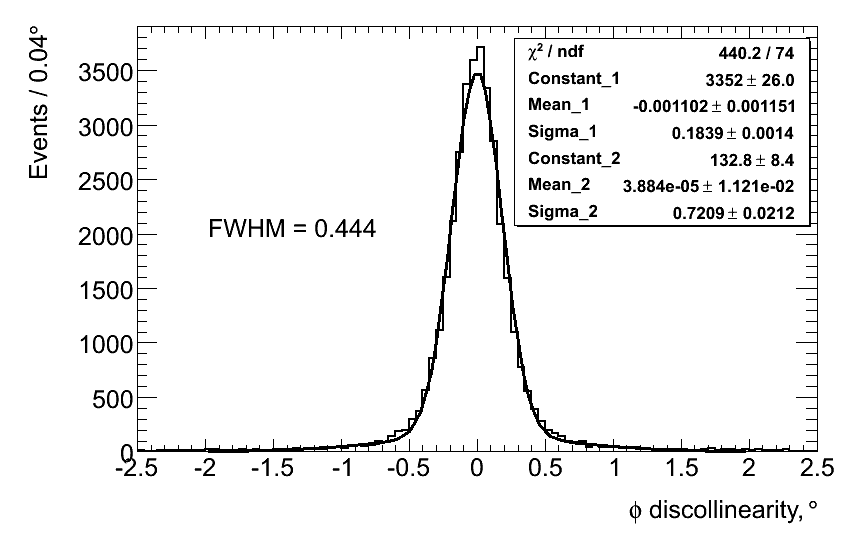 Events / 0.04°
3500
3000
2500
2000
1500
1000
500
0
χ² / ndf 440.2 / 74
Constant_1 3352 ± 26.0
Mean_1 -0.001102 ± 0.001151
Sigma_1 0.1839 ± 0.0014
Constant_2 132.8 ± 8.4
Mean_2 3.884e-05 ± 1.121e-02
Sigma_2 0.7209 ± 0.0212
FWHM = 0.444
-2.5 -2 -1.5 -1 -0.5 0 0.5 1 1.5 2 2.5
ϕ discollinearity, °